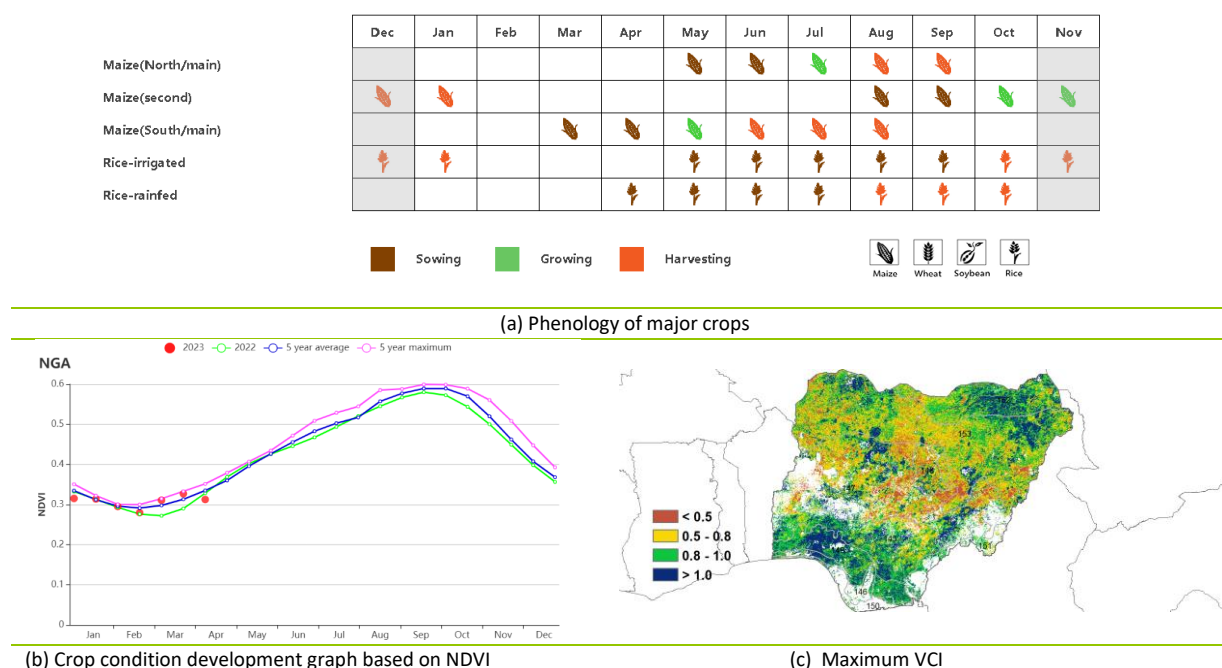 Dec Jan Feb Mar Apr May Jun Jul Aug Sep Oct Nov
Maize(North/main)
Maize(second)
Maize(South/main)
Rice-irrigated
Rice-rainfed
Sowing Growing Harvesting
Maize Wheat Soybean Rice
(a) Phenology of major crops
2023 2022 5 year average 5 year maximum
NGA
NDVI
0.6
0.5
0.4
0.3
0.2
0.1
0
Jan Feb Mar Apr May Jun Jul Aug Sep Oct Nov Dec
153
151
146
150
< 0.5
0.5 - 0.8
0.8 - 1.0
> 1.0
(b) Crop condition development graph based on NDVI
(c) Maximum VCI